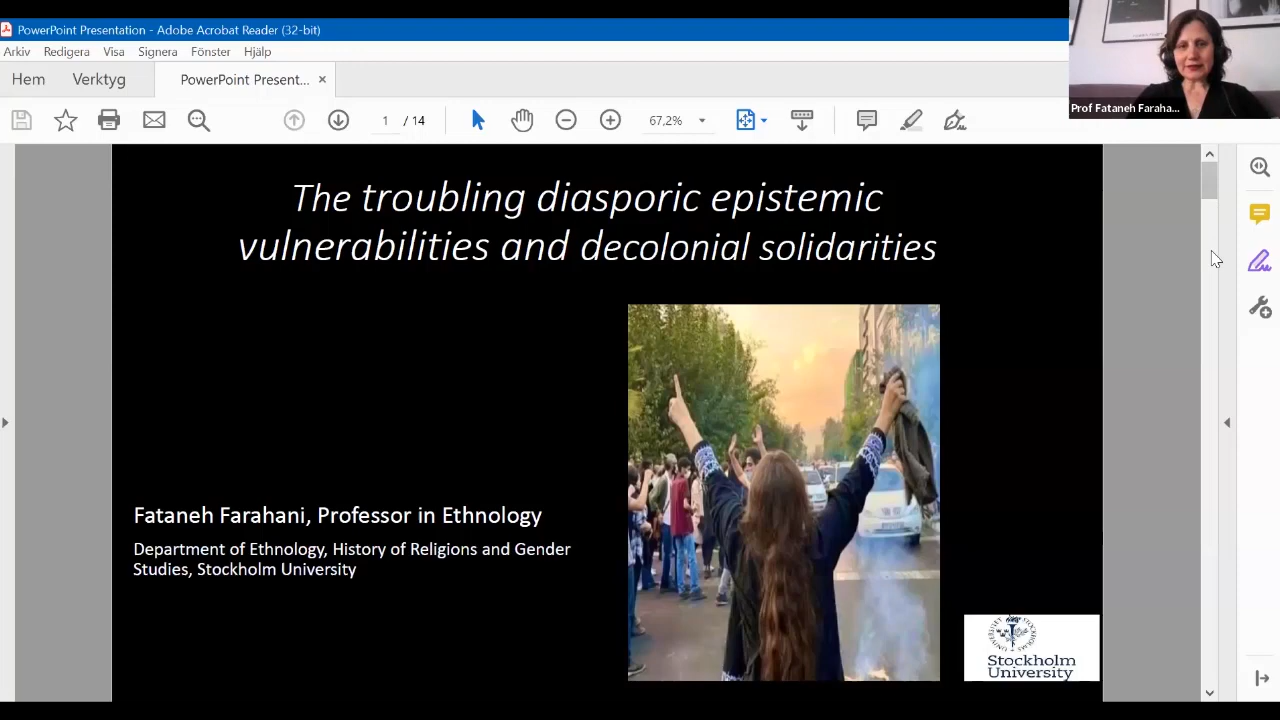 PowerPoint Presentation - Adobe Acrobat Reader (32-bit)
Arkiv Redigera Visa Signera Fönster Hjälp
Hem Verktyg PowerPoint Present... ×
1 / 14 67,2%
Prof Fataneh Faraha...
The troubling diasporic epistemic
vulnerabilities and decolonial solidarities
Fataneh Farahani, Professor in Ethnology
Department of Ethnology, History of Religions and Gender
Studies, Stockholm University
Stockholm
University